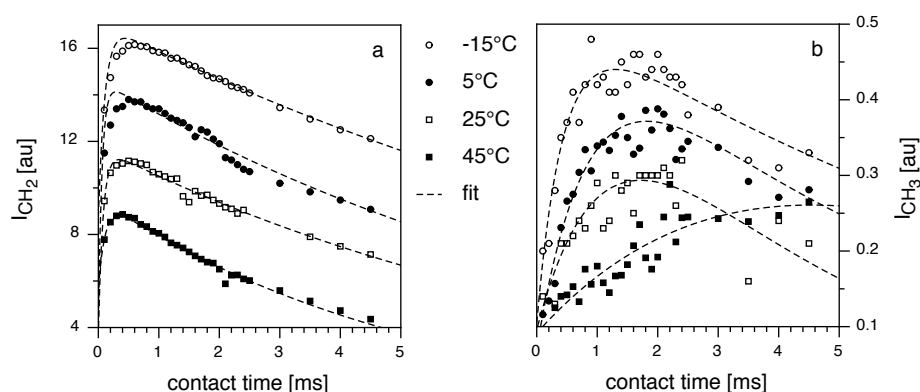 a
16
12
8
4
I CH2 [au]
0 1 2 3 4 5
contact time [ms]
-15°C
5°C
25°C
45°C
fit
b
0.5
0.4
0.3
0.2
0.1
I CH3 [au]
0 1 2 3 4 5
contact time [ms]